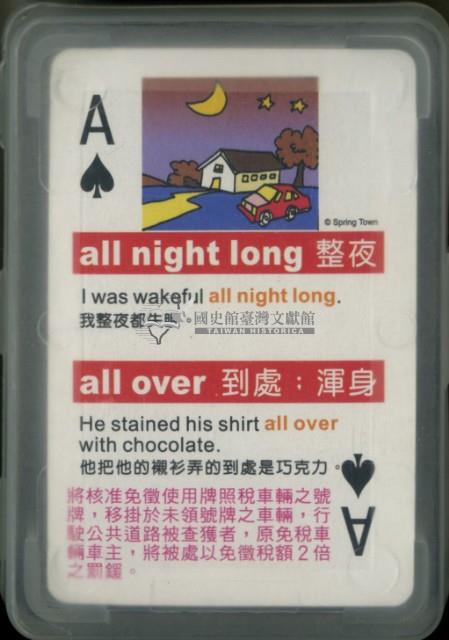 A
© Spring Town
all night long 整夜
I was wakeful all night long.
我整夜都失眠。
國史館臺灣文獻館
TAIWAN HISTORICA
all over 到處；渾身
He stained his shirt all over
with chocolate.
他把他的襯衫弄的到處是巧克力。
將核准免徵使用牌照稅車輛之號
牌，移掛於未領號牌之車輛，行
駛公共道路被查獲者，原免稅車
輛車主，將被處以免徵稅額2倍
之罰鍰。
A